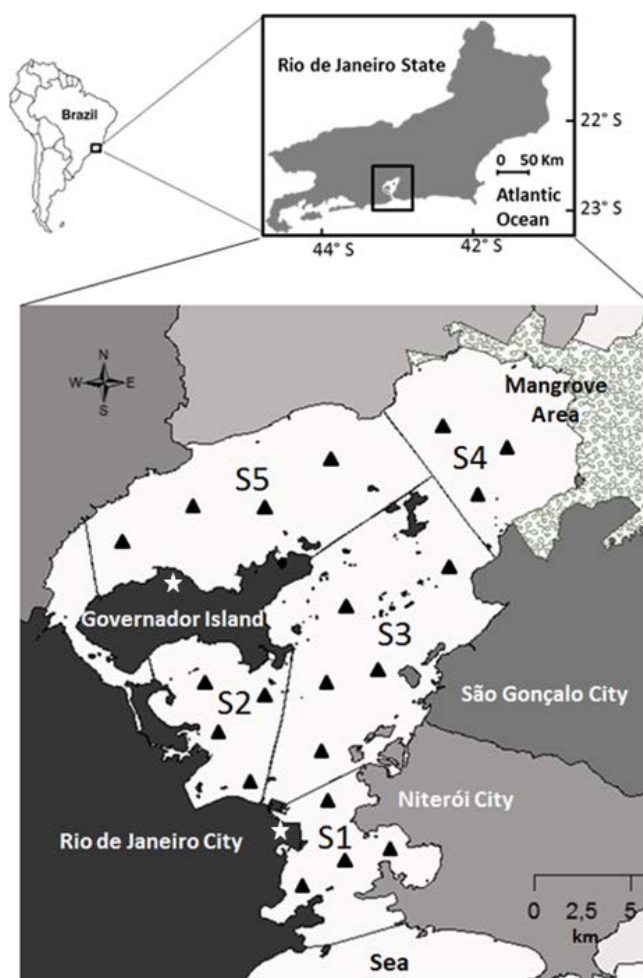 Rio de Janeiro State
Brazil
22° S
0 50 Km
Atlantic
Ocean
23° S
44° S
42° S
N
W E
S
Mangrove
Area
S4
S5
Governador Island
S3
S2
São Gonçalo City
Niterói City
Rio de Janeiro City
S1
0 2,5 5
km
Sea